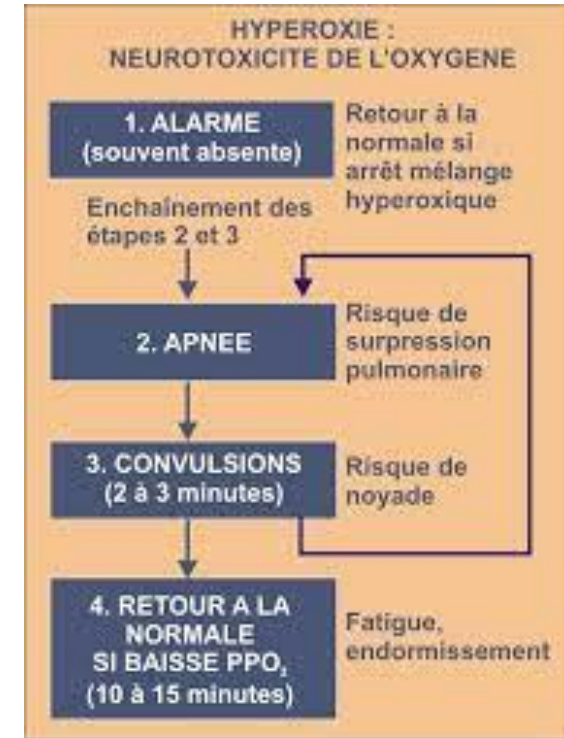 HYPEROXIE :
NEUROTOXICITE DE L'OXYGENE
1. ALARME
(souvent absente)
Retour à la
normale si
arrêt mélange
hyperoxique
Enchaînement des
étapes 2 et 3
2. APNEE
Risque de
surpression
pulmonaire
3. CONVULSIONS
(2 à 3 minutes)
Risque de
noyade
4. RETOUR A LA
NORMALE
SI BAISSE PPO₂
(10 à 15 minutes)
Fatigue,
endormissement